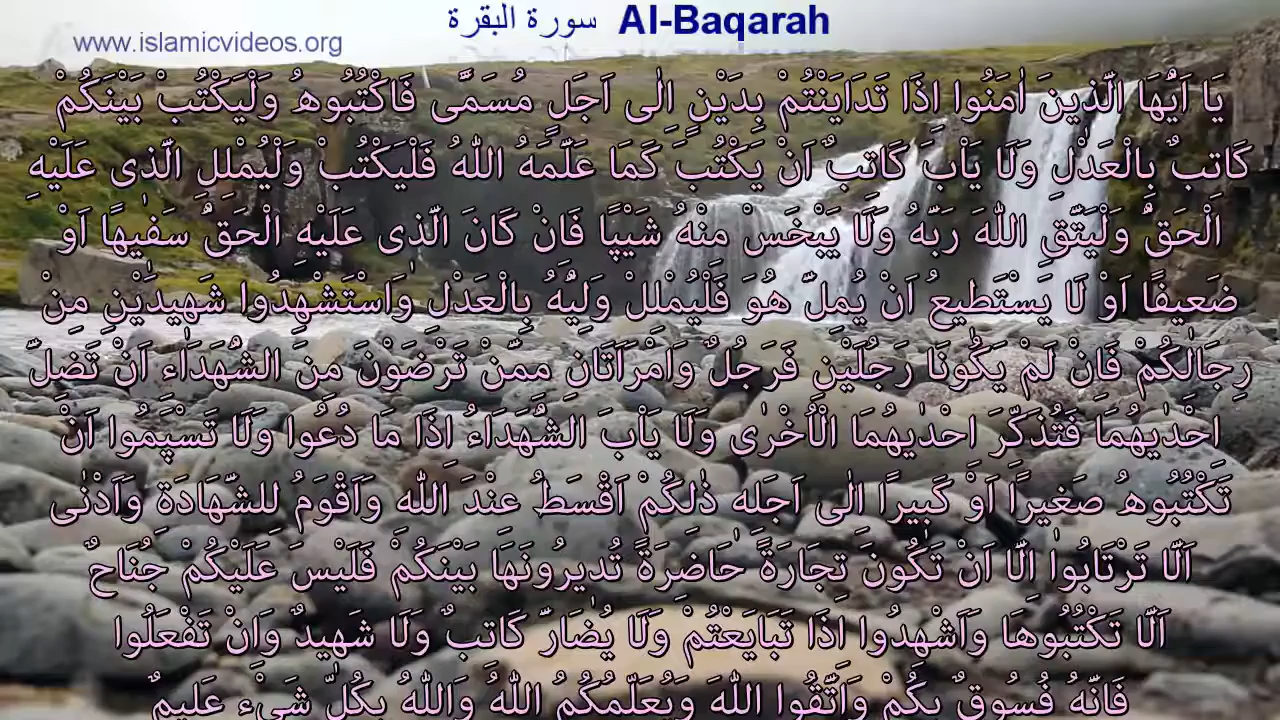 سورة البقرة Al-Baqarah
www.islamicvideos.org
يَا اَيُّهَا الَّذٖينَ اٰمَنُوا اِذَا تَدَايَنْتُمْ بِدَيْنٍ اِلٰى اَجَلٍ مُسَمًّى فَاكْتُبُوهُ وَلْيَكْتُبْ بَيْنَكُمْ
كَاتِبٌ بِالْعَدْلِ وَلَا يَاْبَ كَاتِبٌ اَنْ يَكْتُبَ كَمَا عَلَّمَهُ اللّٰهُ فَلْيَكْتُبْ وَلْيُمْلِلِ الَّذٖى عَلَيْهِ
الْحَقُّ وَلْيَتَّقِ اللّٰهَ رَبَّهُ وَلَا يَبْخَسْ مِنْهُ شَيْپًا فَاِنْ كَانَ الَّذٖى عَلَيْهِ الْحَقُّ سَفٖيهًا اَوْ
ضَعٖيفًا اَوْ لَا يَسْتَطٖيعُ اَنْ يُمِلَّ هُوَ فَلْيُمْلِلْ وَلِيُّهُ بِالْعَدْلِ وَاسْتَشْهِدُوا شَهٖيدَيْنِ مِنْ
رِجَالِكُمْ فَاِنْ لَمْ يَكُونَا رَجُلَيْنِ فَرَجُلٌ وَامْرَاَتَانِ مِمَّنْ تَرْضَوْنَ مِنَ الشُّهَدَاءِ اَنْ تَضِلَّ
اِحْدٰيهُمَا فَتُذَكِّرَ اِحْدٰيهُمَا الْاُخْرٰى وَلَا يَاْبَ الشُّهَدَاءُ اِذَا مَا دُعُوا وَلَا تَسْپَمُوا اَنْ
تَكْتُبُوهُ صَغٖيرًا اَوْ كَبٖيرًا اِلٰى اَجَلِهٖ ذٰلِكُمْ اَقْسَطُ عِنْدَ اللّٰهِ وَاَقْوَمُ لِلشَّهَادَةِ وَاَدْنٰى
اَلَّا تَرْتَابُوا اِلَّا اَنْ تَكُونَ تِجَارَةً حَاضِرَةً تُدٖيرُونَهَا بَيْنَكُمْ فَلَيْسَ عَلَيْكُمْ جُنَاحٌ
اَلَّا تَكْتُبُوهَا وَاَشْهِدُوا اِذَا تَبَايَعْتُمْ وَلَا يُضَارَّ كَاتِبٌ وَلَا شَهٖيدٌ وَاِنْ تَفْعَلُوا
فَاِنَّهُ فُسُوقٌ بِكُمْ وَاتَّقُوا اللّٰهَ وَيُعَلِّمُكُمُ اللّٰهُ وَاللّٰهُ بِكُلِّ شَیْءٍ عَلٖيمٌ